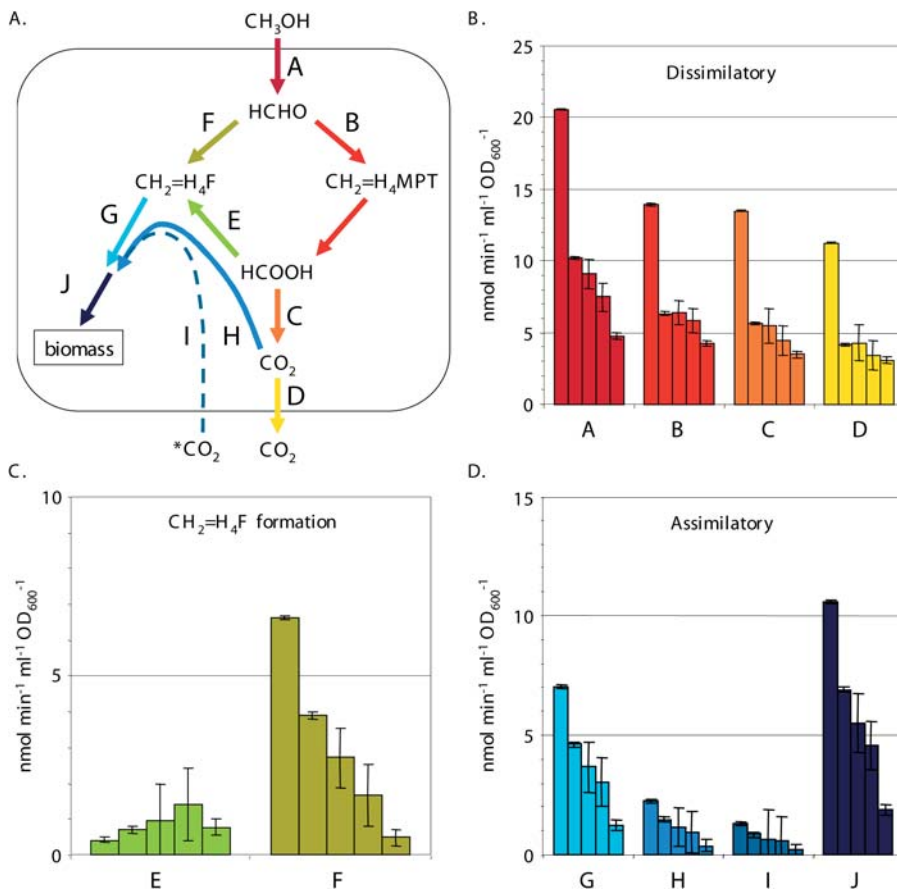 A.
CH₃OH
A
HCHO
F
B
CH₂=H₄F
CH₂=H₄MPT
G
E
HCOOH
J
C
I
H
biomass
CO₂
D
*CO₂
CO₂
B.
25
20
15
10
5
0
nmol min⁻¹ ml⁻¹ OD₆₀₀⁻¹
Dissimilatory
A B C D
C.
10
5
0
nmol min⁻¹ ml⁻¹ OD₆₀₀⁻¹
CH₂=H₄F formation
E F
D.
15
10
5
0
nmol min⁻¹ ml⁻¹ OD₆₀₀⁻¹
Assimilatory
G H I J